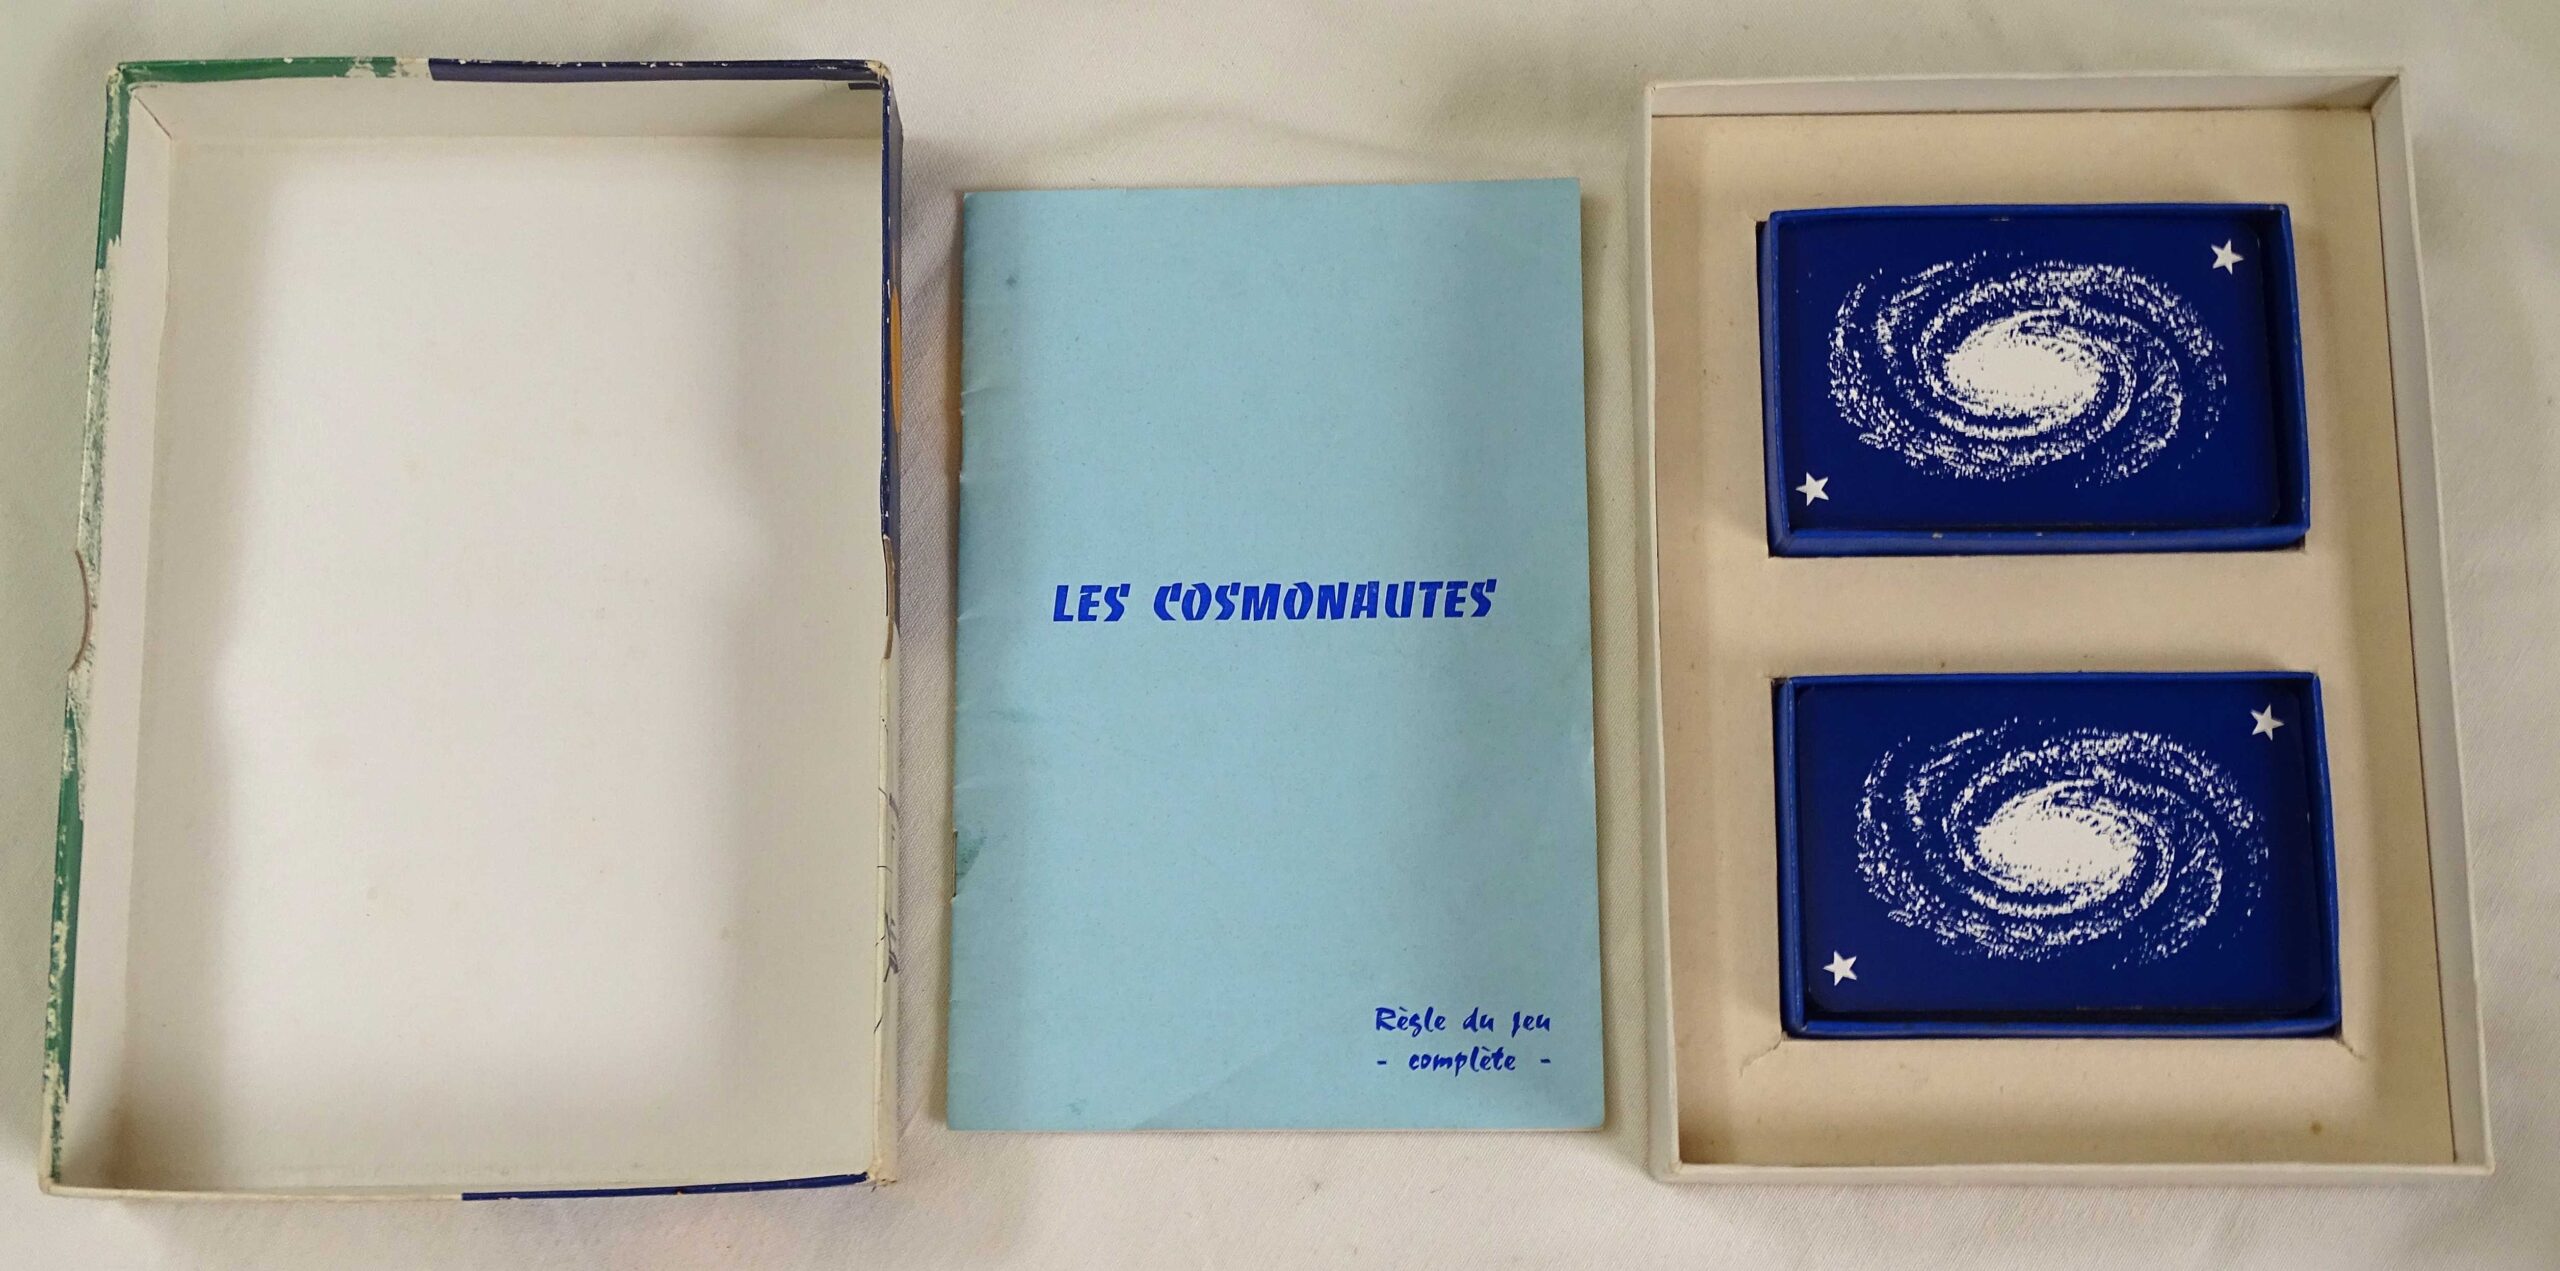 LES COSMONAUTES
Règle du jeu
- complète -